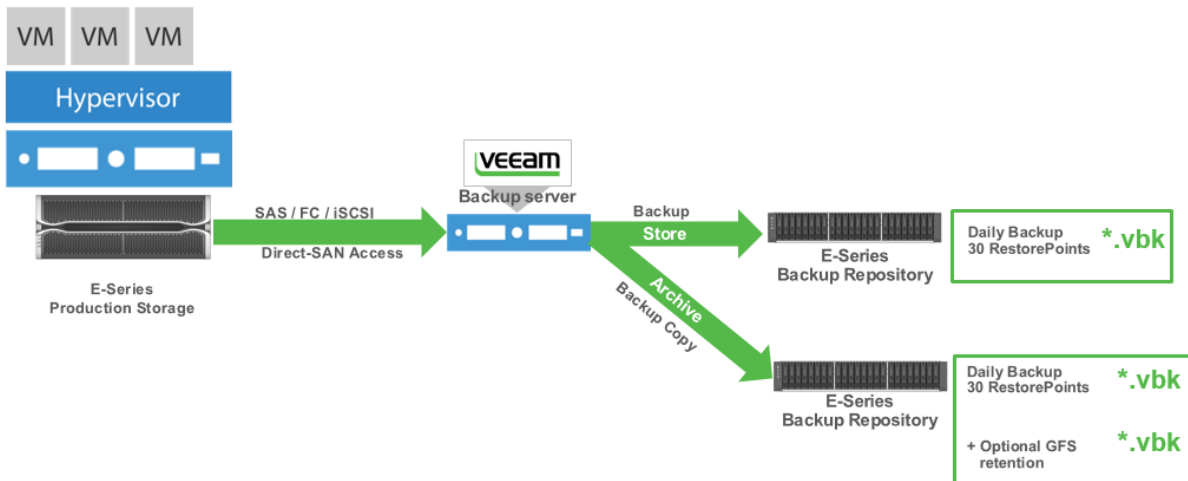 VM VM VM
Hypervisor
veeam
Backup server
SAS / FC / iSCSI
Direct-SAN Access
E-Series
Production Storage
Backup
Store
Archive
Backup Copy
E-Series
Backup Repository
Daily Backup
30 RestorePoints
*.vbk
E-Series
Backup Repository
Daily Backup
30 RestorePoints
*.vbk
+ Optional GFS
retention
*.vbk